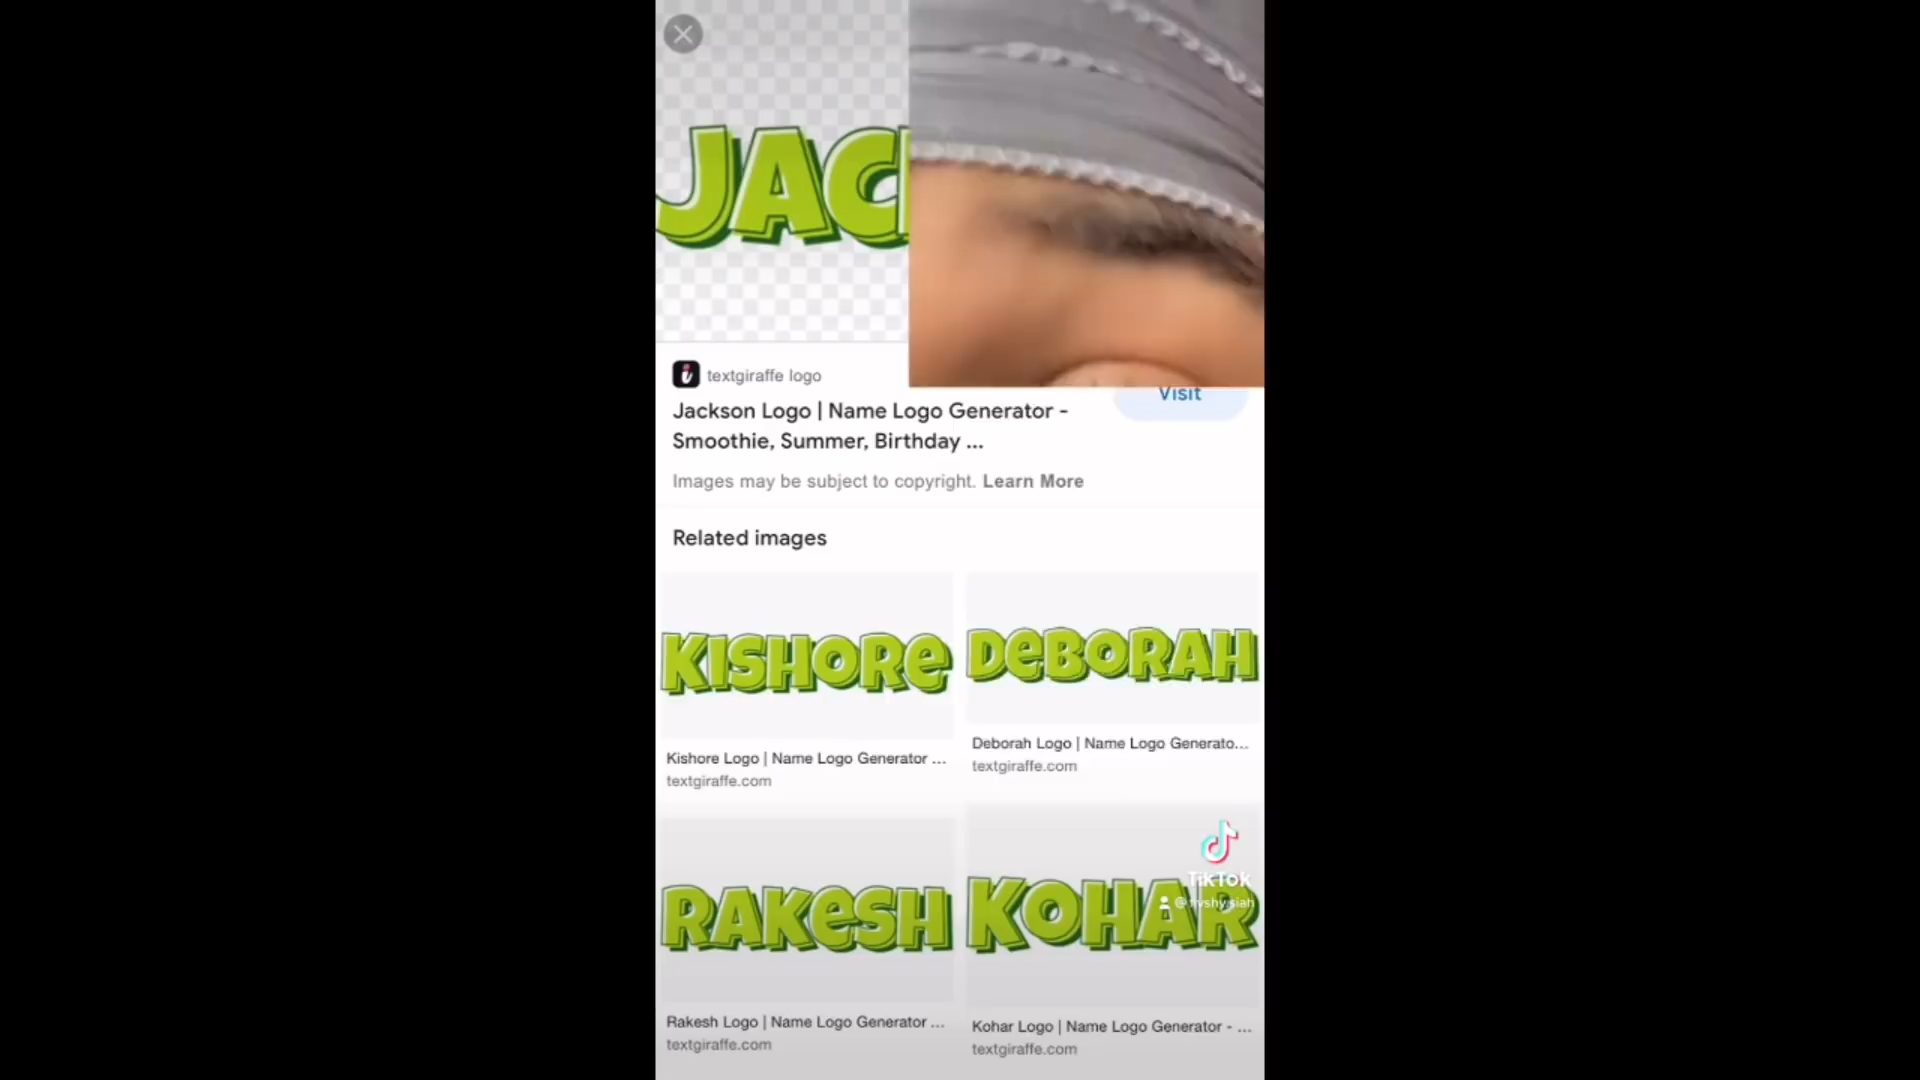 JAC
textgiraffe logo
Visit
Jackson Logo | Name Logo Generator -
Smoothie, Summer, Birthday ...
Images may be subject to copyright. Learn More
Related images
KISHORe
DeBORAH
Kishore Logo | Name Logo Generator ...
textgiraffe.com
Deborah Logo | Name Logo Generato...
textgiraffe.com
RAKeSH
KOHAR
TikTok
Rakesh Logo | Name Logo Generator ...
textgiraffe.com
Kohar Logo | Name Logo Generator - ...
textgiraffe.com